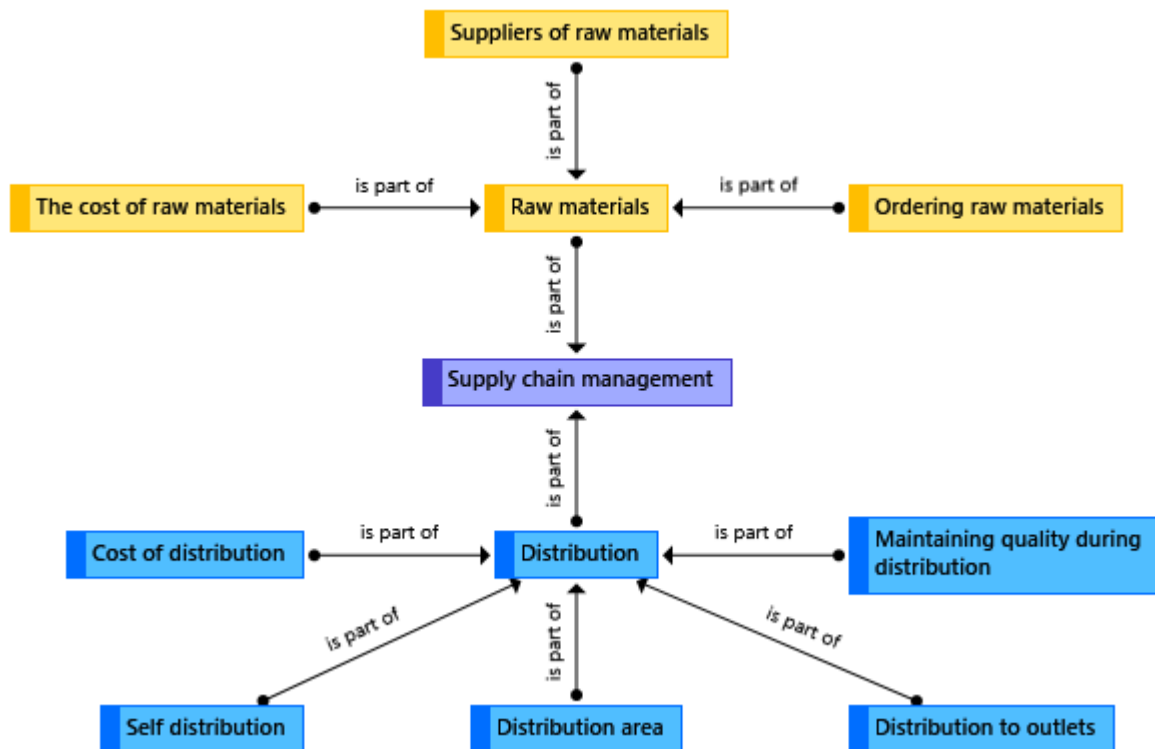 Suppliers of raw materials
is part of
The cost of raw materials
is part of
Raw materials
is part of
Ordering raw materials
is part of
Supply chain management
is part of
Cost of distribution
is part of
Distribution
is part of
Maintaining quality during
distribution
is part of
is part of
is part of
Self distribution
Distribution area
Distribution to outlets